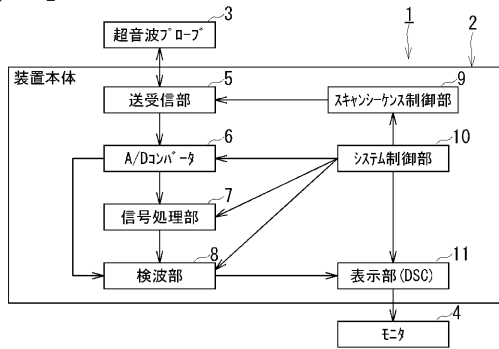 3
超音波ﾌﾟﾛｰﾌﾞ
1
2
装置本体
5
送受信部
9
ｽｷｬﾝｼｰｹﾝｽ制御部
6
A/Dｺﾝﾊﾞｰﾀ
10
ｼｽﾃﾑ制御部
7
信号処理部
8
検波部
11
表示部(DSC)
4
ﾓﾆﾀ